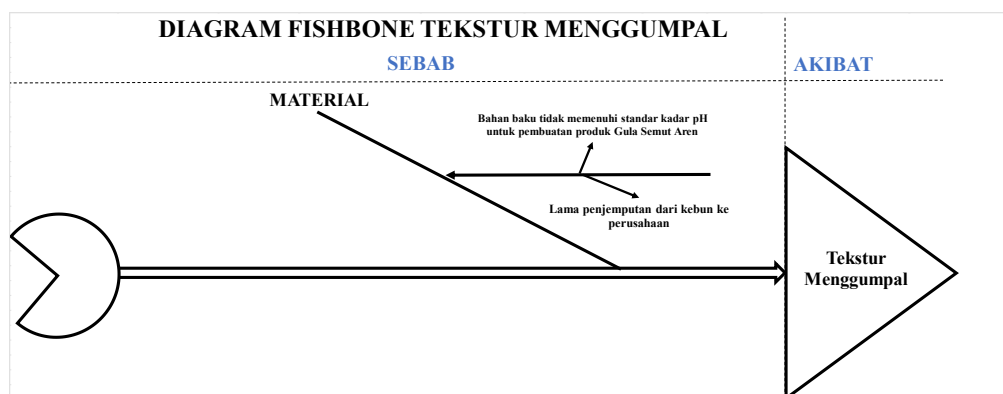 DIAGRAM FISHBONE TEKSTUR MENGGUMPAL
SEBAB
AKIBAT
MATERIAL
Bahan baku tidak memenuhi standar kadar pH
untuk pembuatan produk Gula Semut Aren
Lama penjemputan dari kebun ke
perusahaan
Tekstur
Menggumpal